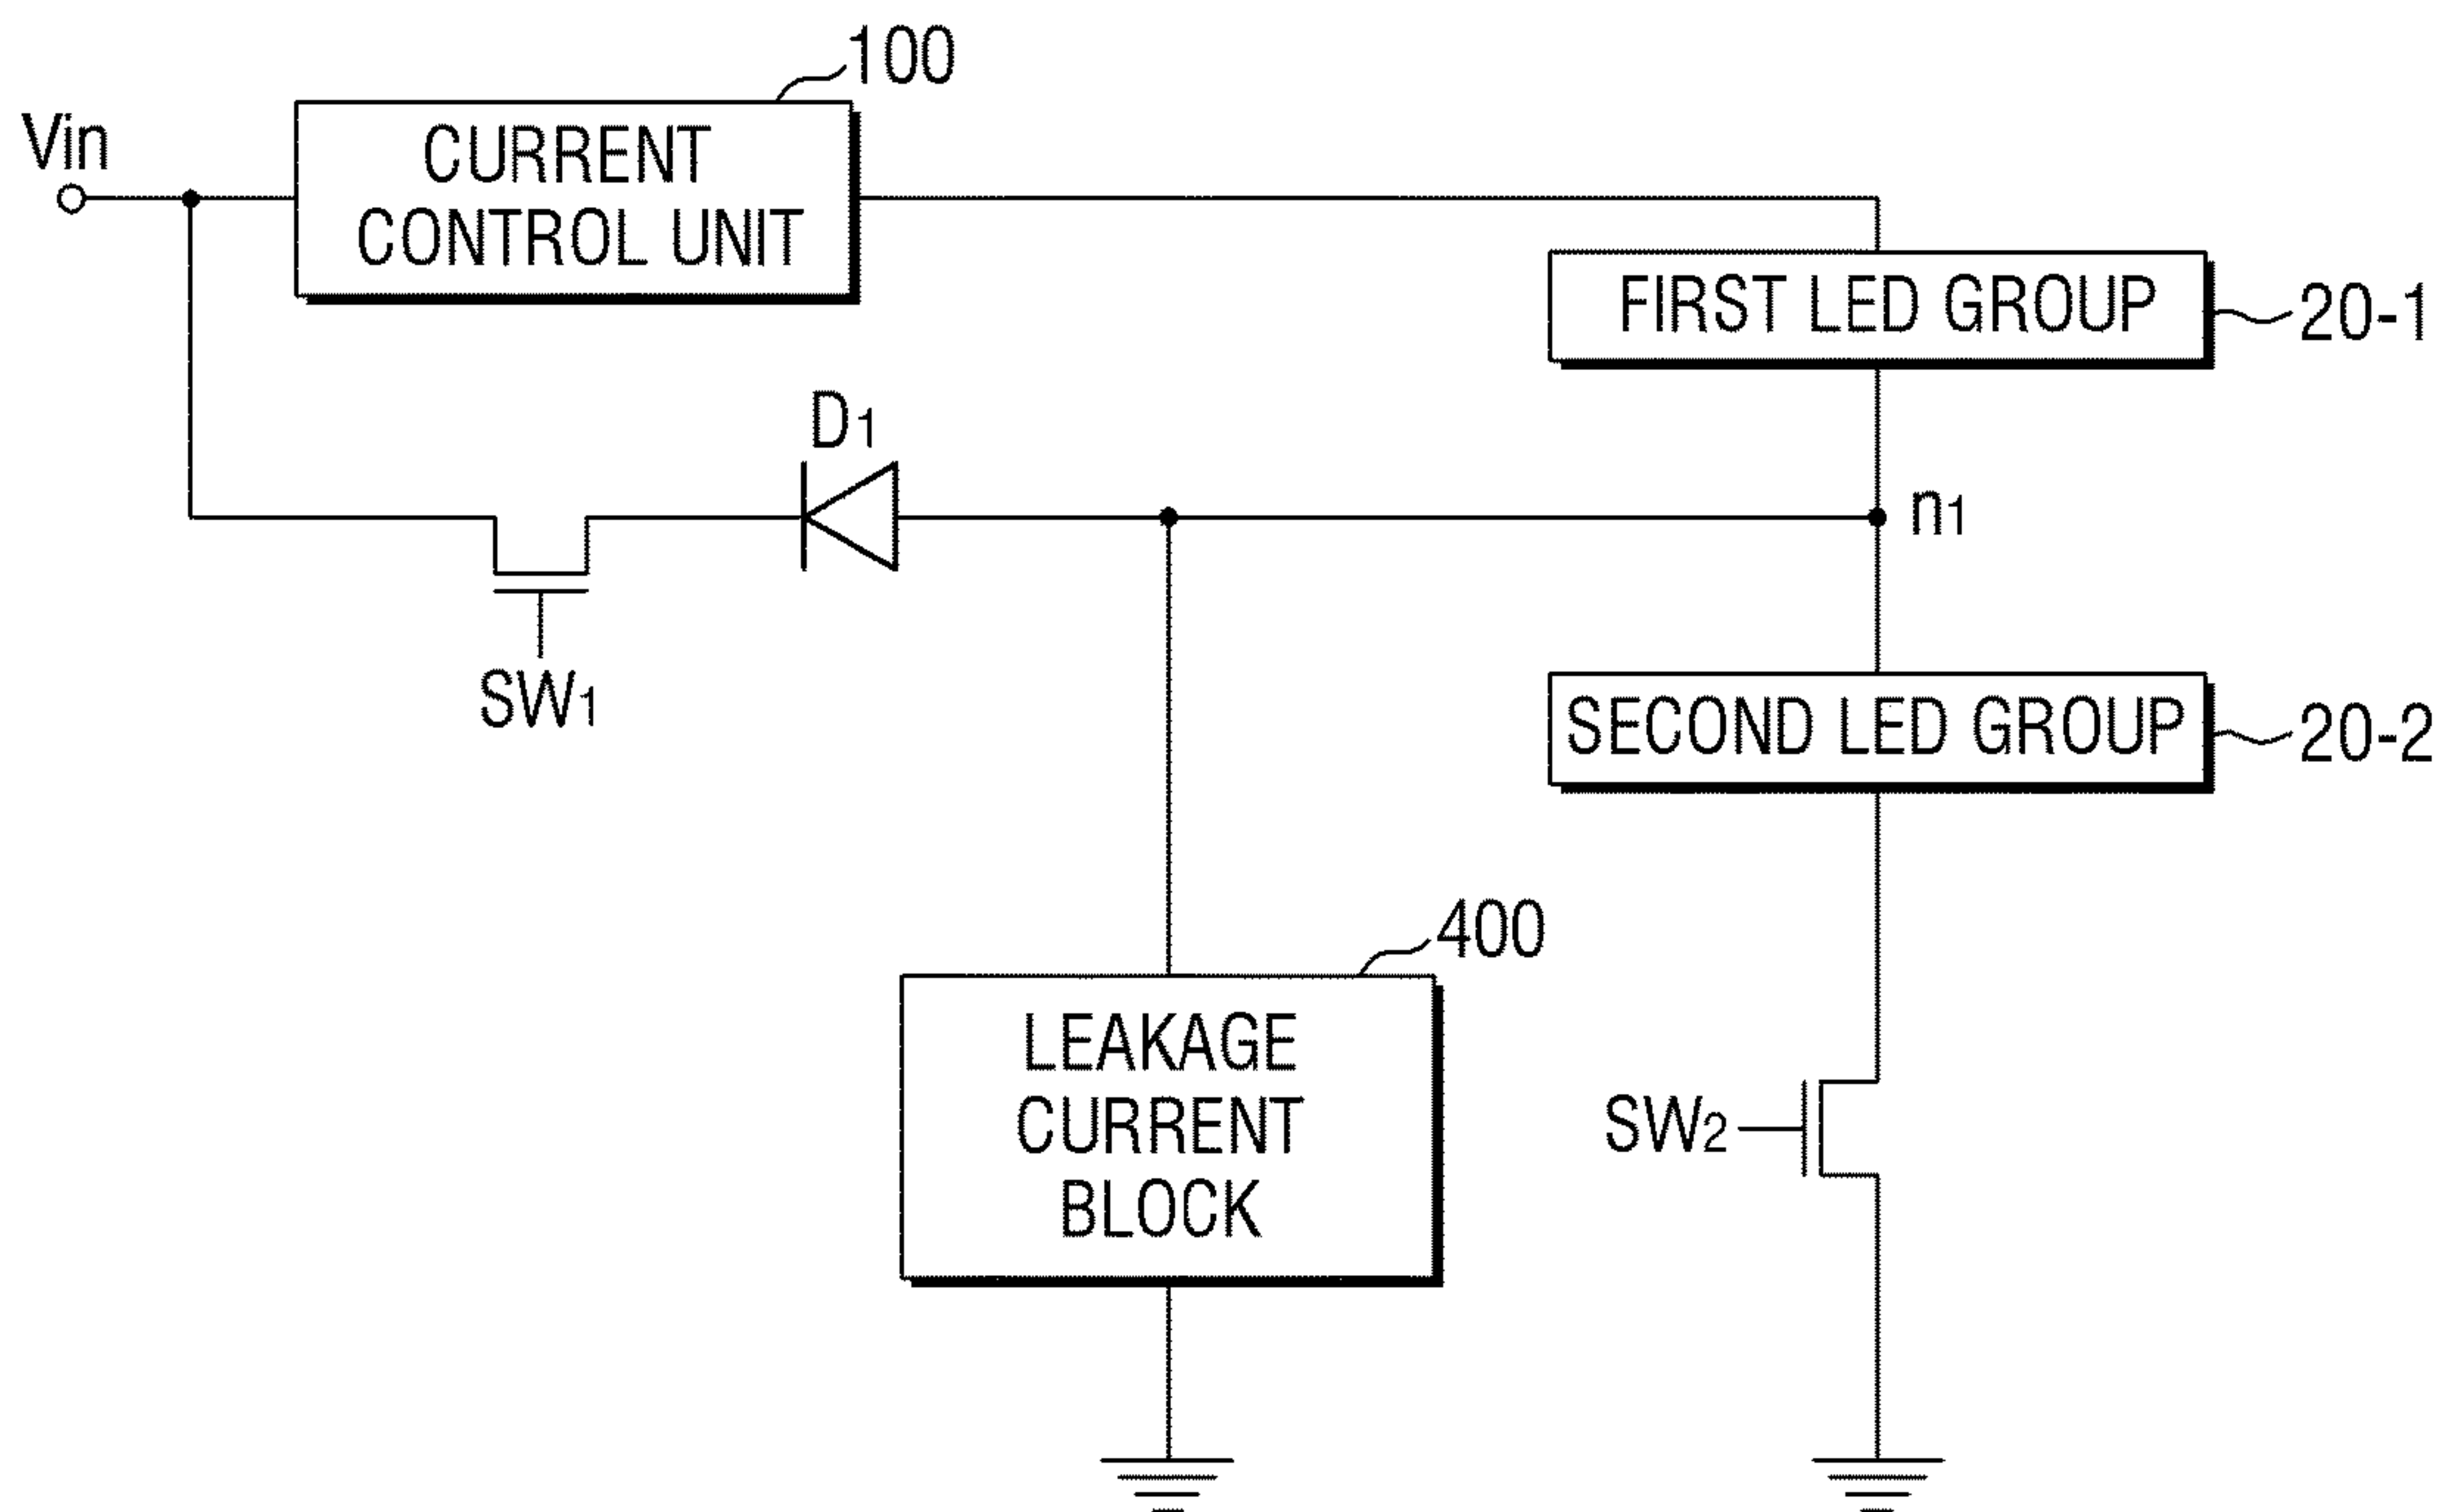 100
Vin
CURRENT
CONTROL UNIT
FIRST LED GROUP
20-1
D1
n1
SW1
SECOND LED GROUP
20-2
400
LEAKAGE
CURRENT
BLOCK
SW2